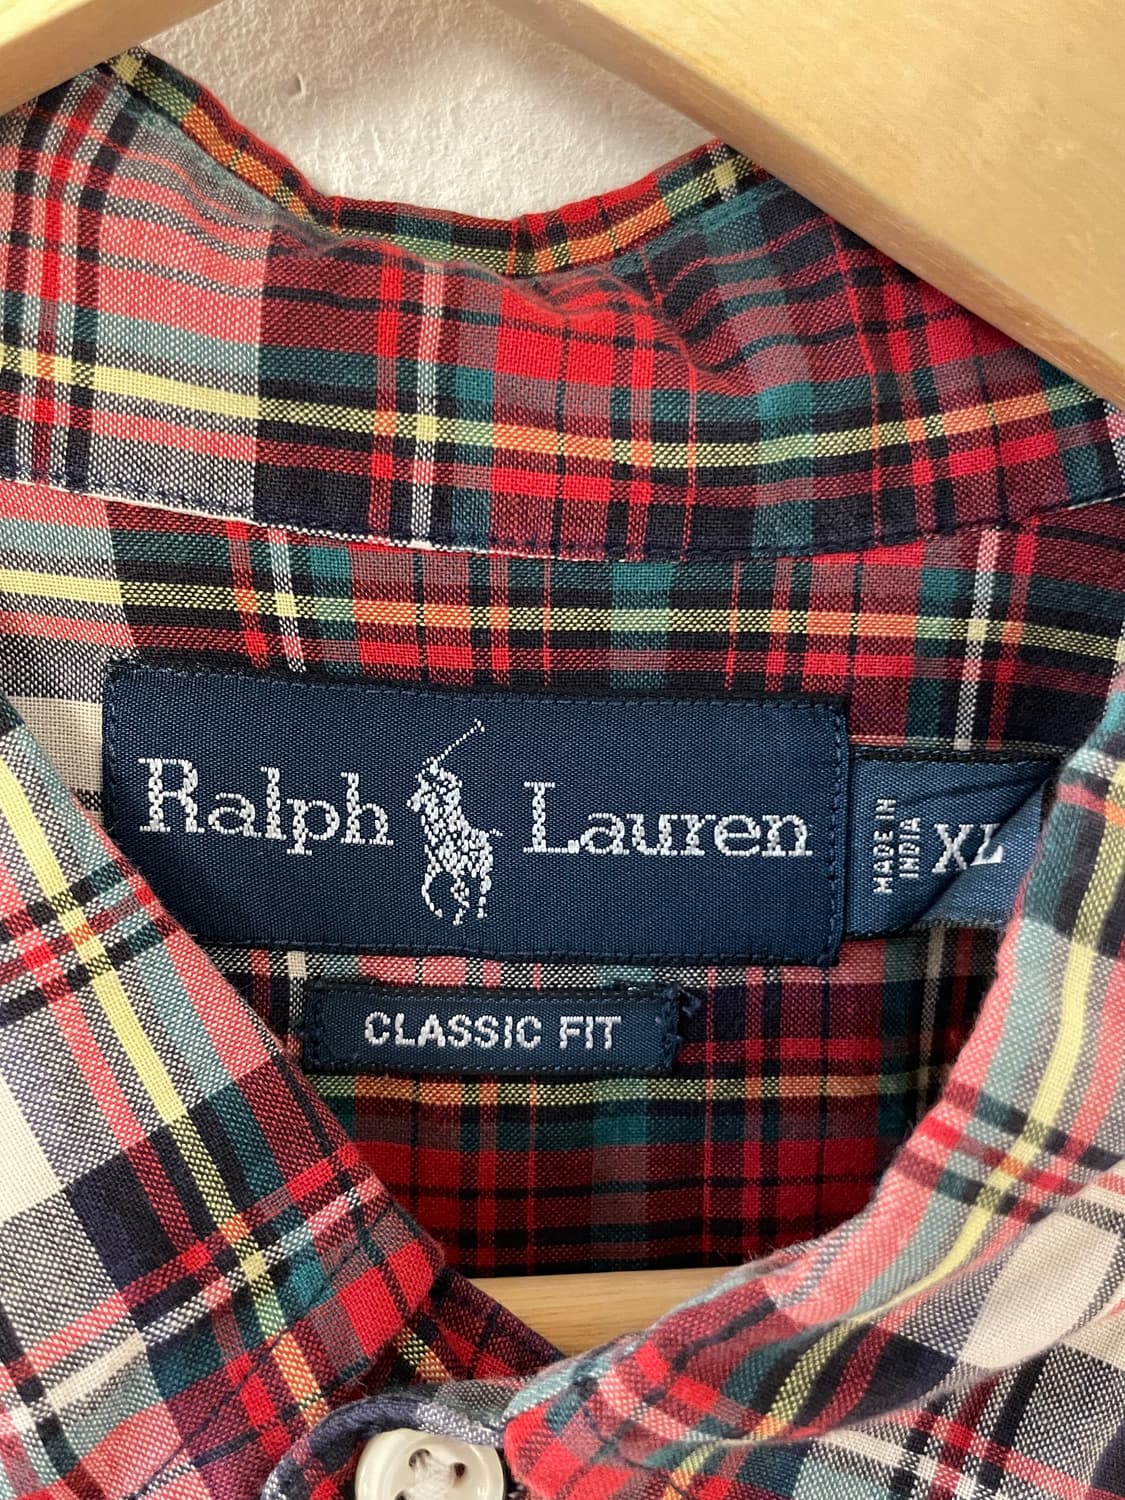 Ralph Lauren
MADE IN
INDIA
XL
CLASSIC FIT